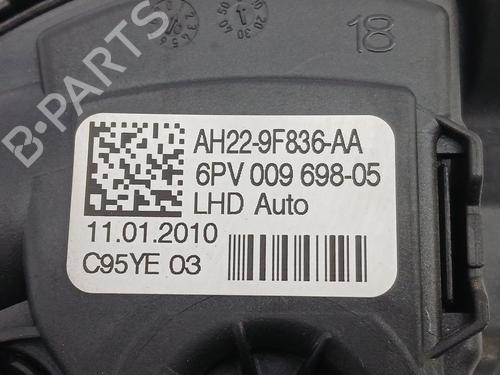 B-PARTS
18
AH22-9F836-AA
6PV 009 698-05
LHD Auto
11.01.2010
C95YE 03